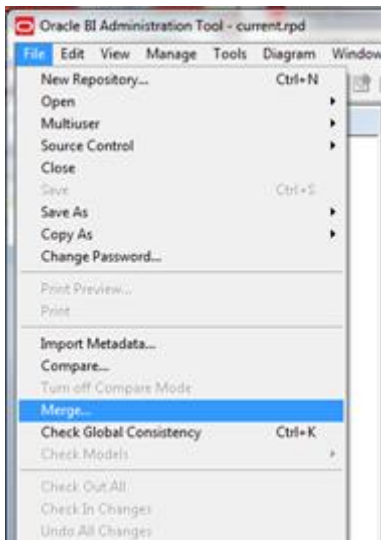 Oracle BI Administration Tool - current.rpd
File Edit View Manage Tools Diagram Window
New Repository... Ctrl+N
Open
Multiuser
Source Control
Close
Save Ctrl+S
Save As
Copy As
Change Password...
Print Preview...
Print
Import Metadata...
Compare...
Turn off Compare Mode
Merge...
Check Global Consistency Ctrl+K
Check Models
Check Out All
Check In Changes
Undo All Changes